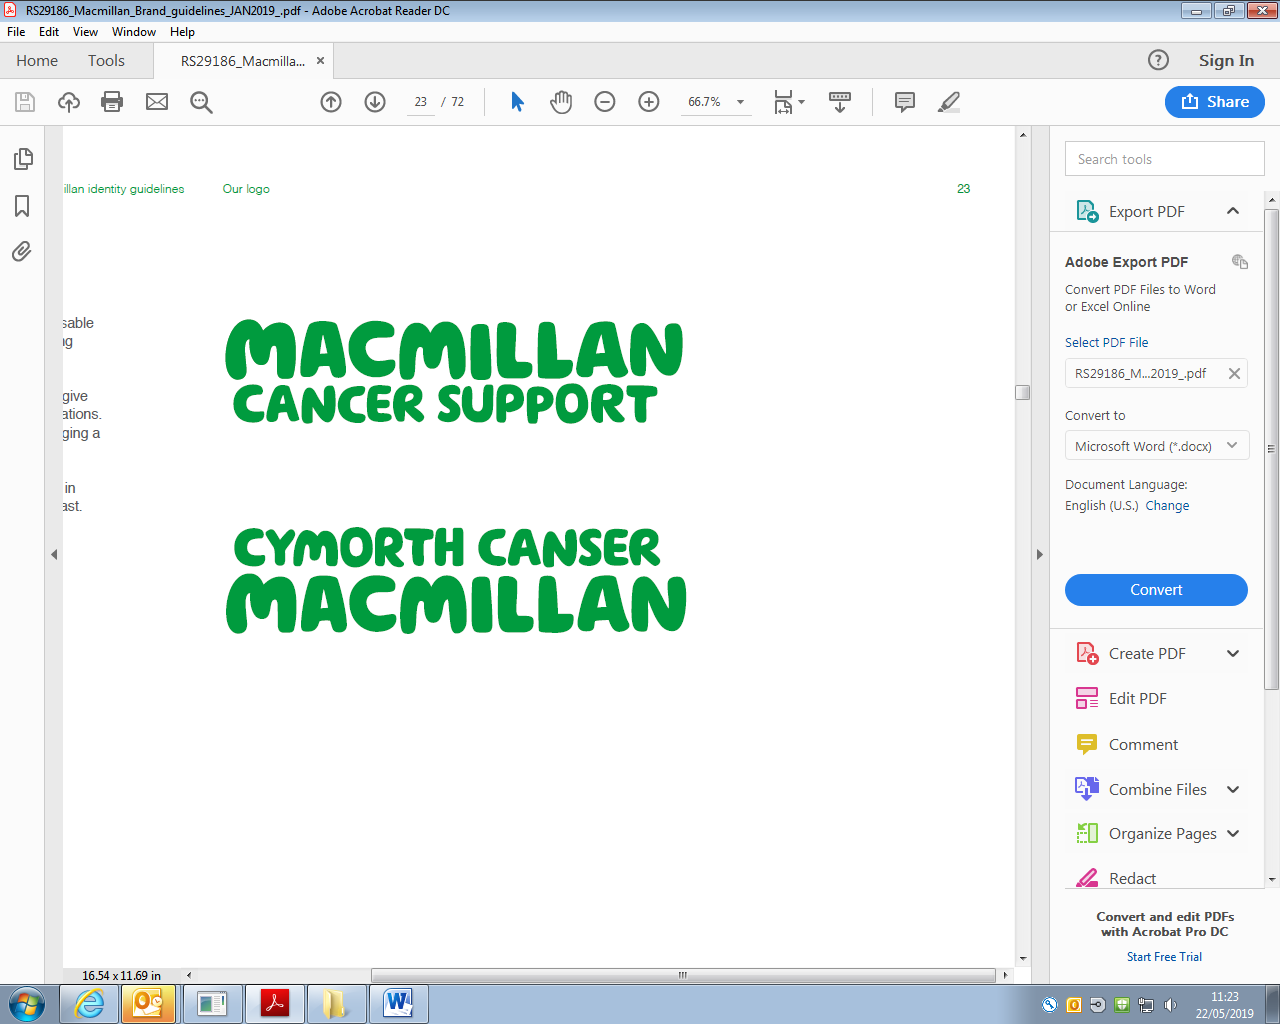 RS29186_Macmillan_Brand_guidelines_JAN2019_.pdf - Adobe Acrobat Reader DC
File Edit View Window Help
Home Tools RS29186_Macmilla... × Sign In
23 / 72 66.7% Share
illan identity guidelines Our logo 23
sable
ng
give
ations.
ging a
in
ast.
MACMILLAN
CANCER SUPPORT
CYMORTH CANSER
MACMILLAN
Search tools
Export PDF
Adobe Export PDF
Convert PDF Files to Word
or Excel Online
Select PDF File
RS29186_M...2019_.pdf
Convert to
Microsoft Word (*.docx)
Document Language:
English (U.S.) Change
Convert
Create PDF
Edit PDF
Comment
Combine Files
Organize Pages
Redact
Convert and edit PDFs
with Acrobat Pro DC
Start Free Trial
16.54 x 11.69 in
11:23
22/05/2019